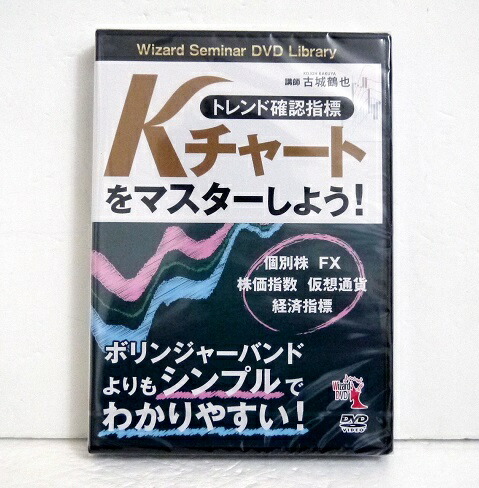 Wizard Seminar DVD Library
講師 古城鶴也
トレンド確認指標
Kチャート
をマスターしよう!
個別株 FX
株価指数 仮想通貨
経済指標
ボリンジャーバンド
よりもシンプルで
わかりやすい!
Wizard
DVD
DVD
VIDEO